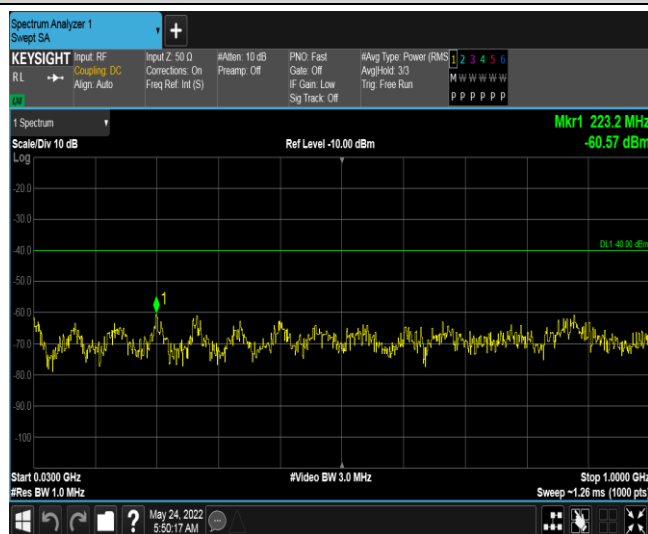 Spectrum Analyzer 1
Swept SA
+
KEYSIGHT
RL
Input: RF
Coupling: DC
Align: Auto
Input Z: 50 Ω
Corrections: On
Freq Ref: Int (S)
#Atten: 10 dB
Preamp: Off
PNO: Fast
Gate: Off
IF Gain: Low
Sig Track: Off
#Avg Type: Power (RMS
Avg|Hold: 3/3
Trig: Free Run
1 2 3 4 5 6
M W W W W W
P P P P P P
1 Spectrum
Scale/Div 10 dB
Ref Level -10.00 dBm
Mkr1 223.2 MHz
-60.57 dBm
Log
-20.0
-30.0
-40.0
-50.0
-60.0
-70.0
-80.0
-90.0
-100
DL1 -40.00 dBm
1
Start 0.0300 GHz
#Res BW 1.0 MHz
#Video BW 3.0 MHz
Stop 1.0000 GHz
Sweep ~1.26 ms (1000 pts)
?
May 24, 2022
5:50:17 AM